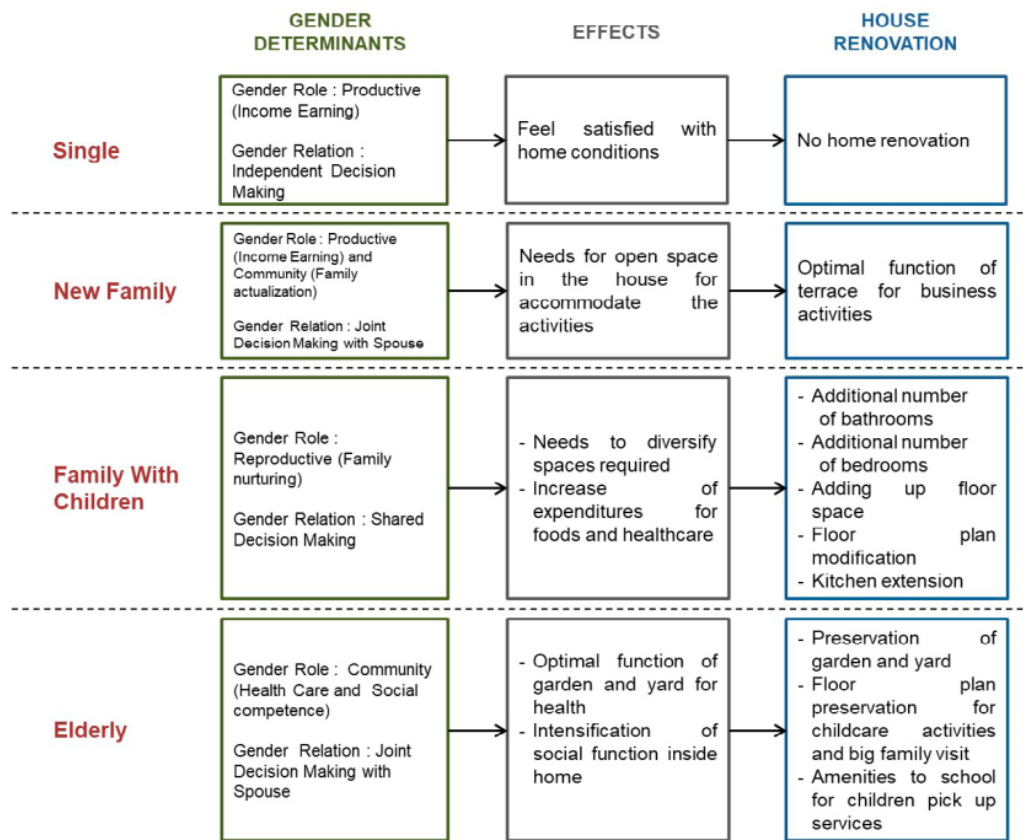 GENDER
DETERMINANTS
EFFECTS
HOUSE
RENOVATION
Single
Gender Role : Productive
(Income Earning)
Gender Relation :
Independent Decision
Making
Feel satisfied with
home conditions
No home renovation
New Family
Gender Role : Productive
(Income Earning) and
Community (Family
actualization)
Gender Relation : Joint
Decision Making with Spouse
Needs for open space
in the house for
accommodate the
activities
Optimal function of
terrace for business
activities
Family With
Children
Gender Role :
Reproductive (Family
nurturing)
Gender Relation : Shared
Decision Making
- Needs to diversify
spaces required
- Increase of
expenditures for
foods and healthcare
- Additional number
of bathrooms
- Additional number
of bedrooms
- Adding up floor
space
- Floor plan
modification
- Kitchen extension
Elderly
Gender Role : Community
(Health Care and Social
competence)
Gender Relation : Joint
Decision Making with
Spouse
- Optimal function of
garden and yard for
health
- Intensification of
social function inside
home
- Preservation of
garden and yard
- Floor plan
preservation for
childcare activities
and big family visit
- Amenities to school
for children pick up
services